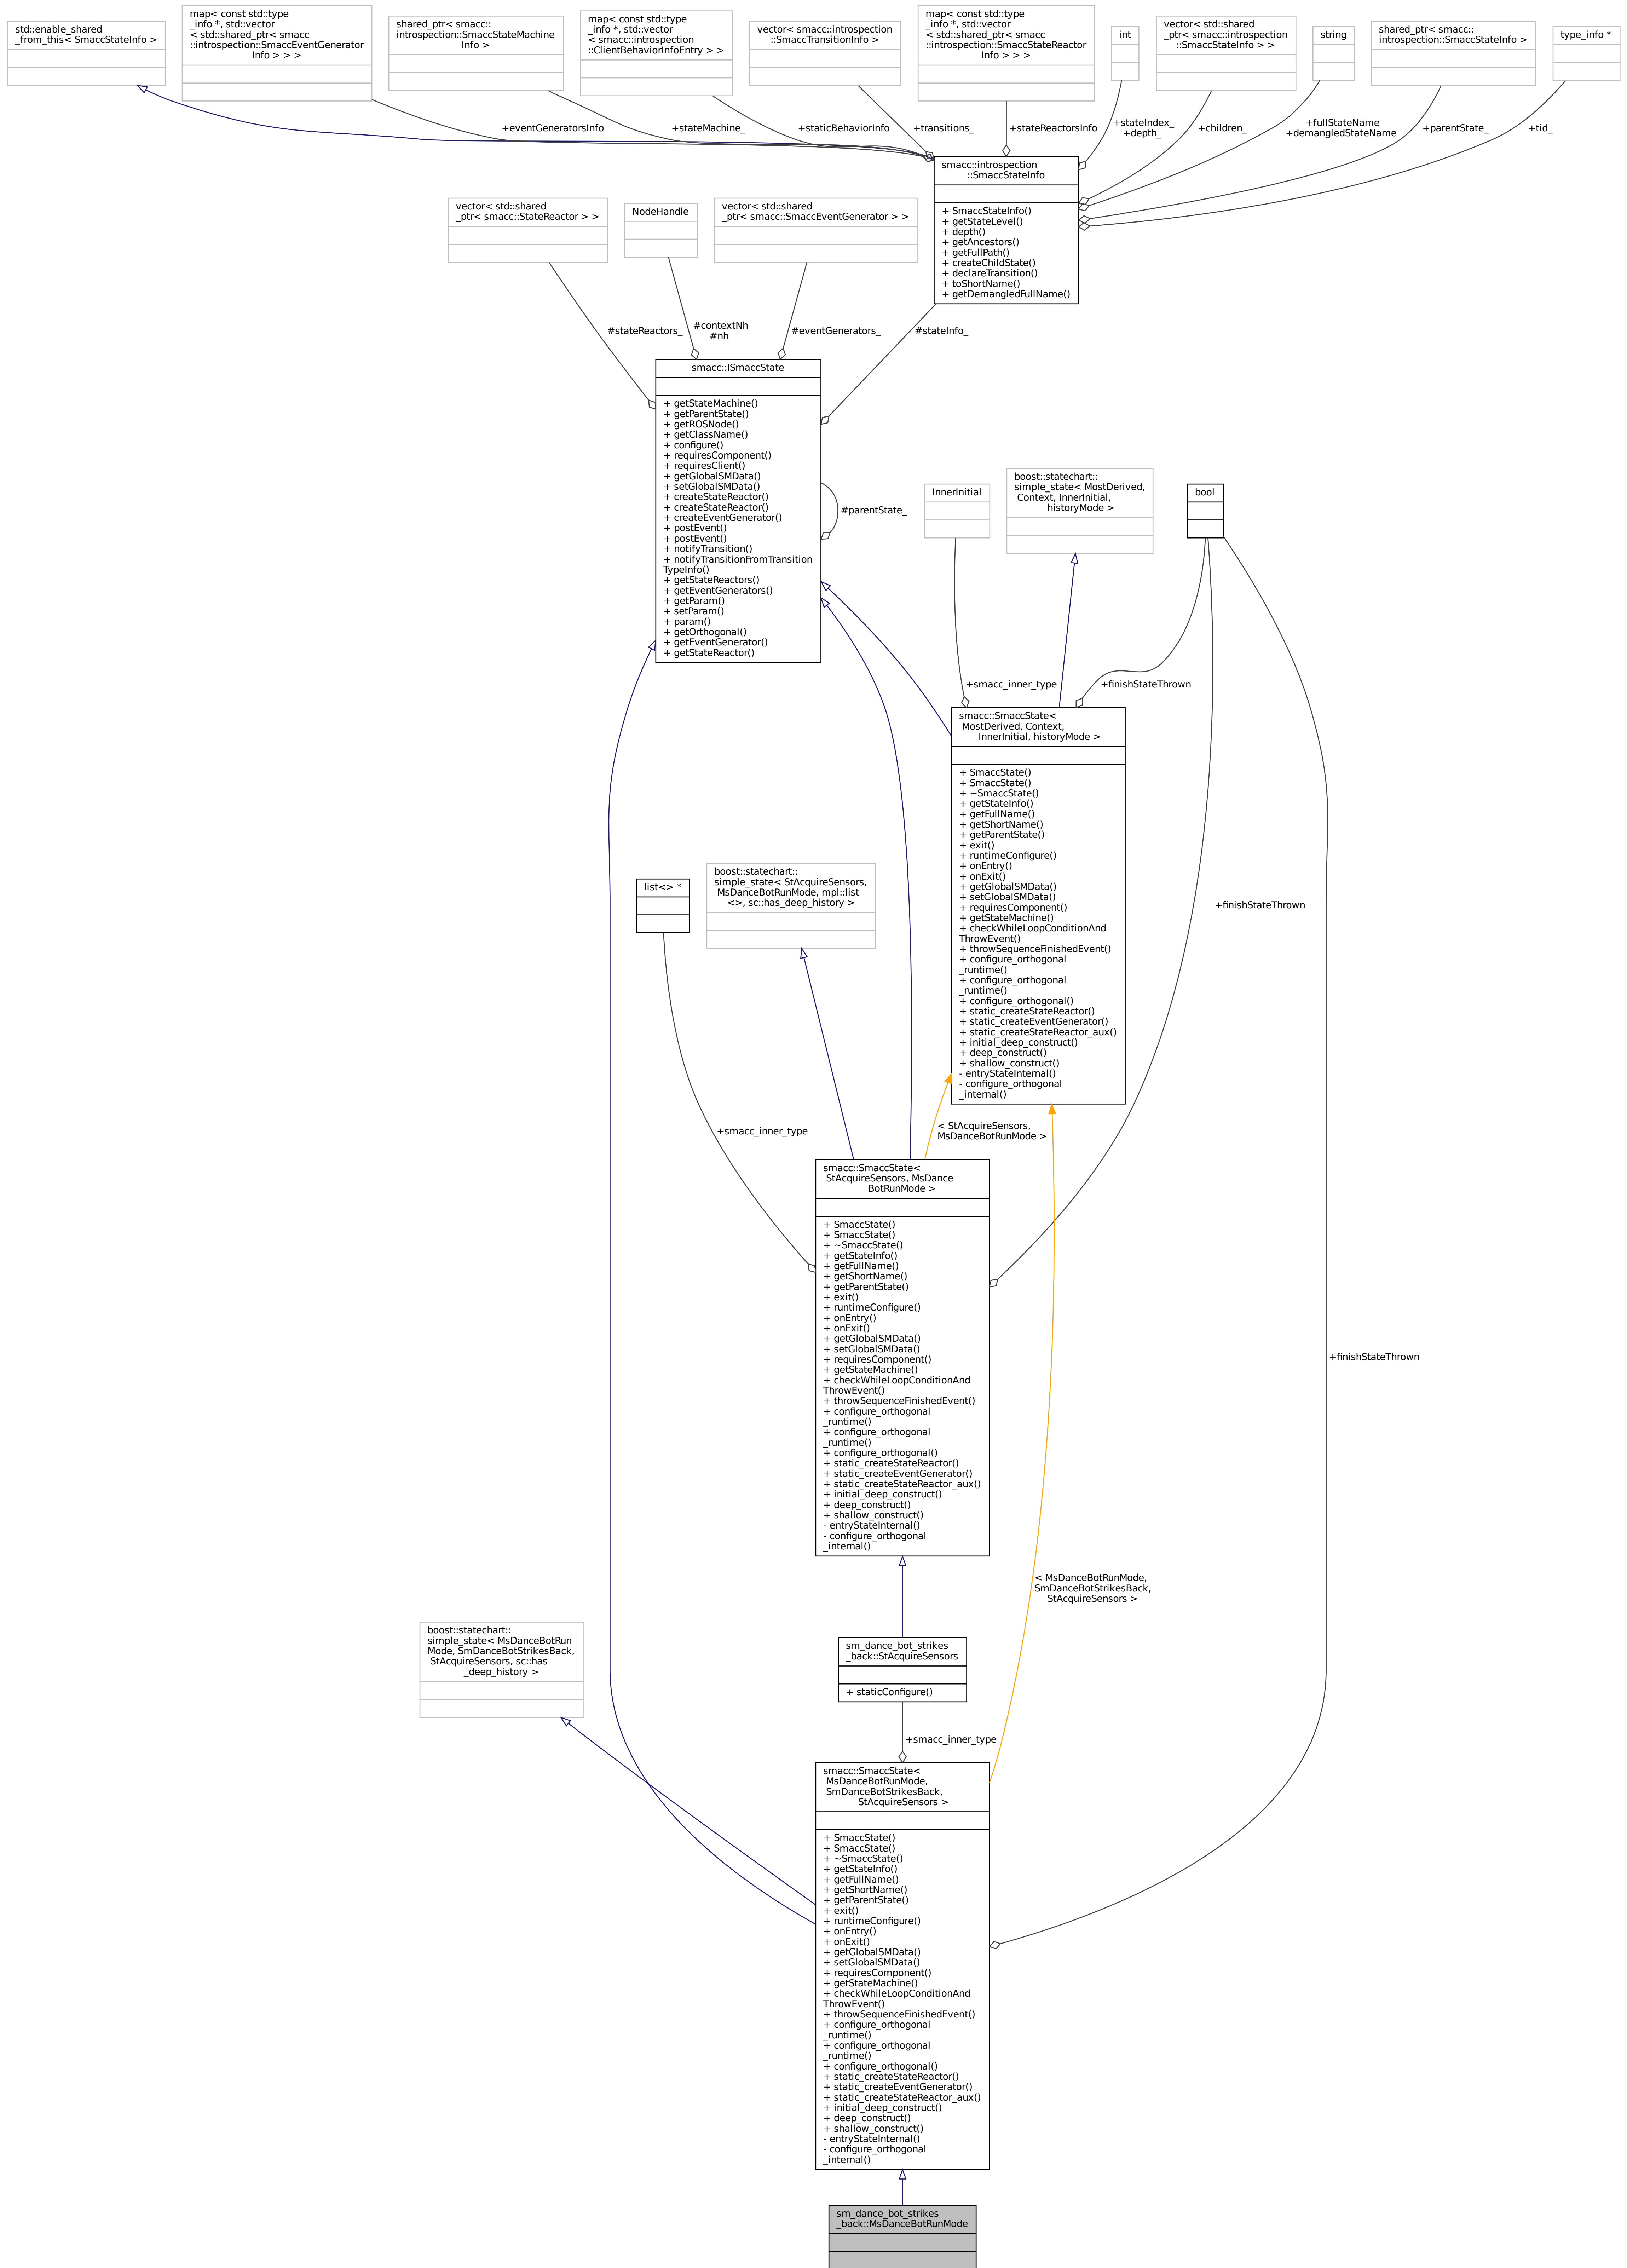 std::enable_shared
_from_this< SmaccStateInfo >
map< const std::type
_info *, std::vector
< std::shared_ptr< smacc
::introspection::SmaccEventGenerator
Info > > >
shared_ptr< smacc::
introspection::SmaccStateMachine
Info >
map< const std::type
_info *, std::vector
< smacc::introspection
::ClientBehaviorInfoEntry > >
vector< smacc::introspection
::SmaccTransitionInfo >
map< const std::type
_info *, std::vector
< std::shared_ptr< smacc
::introspection::SmaccStateReactor
Info > > >
int
vector< std::shared
_ptr< smacc::introspection
::SmaccStateInfo > >
string
shared_ptr< smacc::
introspection::SmaccStateInfo >
type_info *
+eventGeneratorsInfo
+stateMachine_
+staticBehaviorInfo
+transitions_
+stateReactorsInfo
+stateIndex_
+depth_
+children_
+fullStateName
+demangledStateName
+parentState_
+tid_
smacc::introspection
::SmaccStateInfo
+ SmaccStateInfo()
+ getStateLevel()
+ depth()
+ getAncestors()
+ getFullPath()
+ createChildState()
+ declareTransition()
+ toShortName()
+ getDemangledFullName()
vector< std::shared
_ptr< smacc::StateReactor > >
NodeHandle
vector< std::shared
_ptr< smacc::SmaccEventGenerator > >
#stateReactors_
#contextNh
#nh
#eventGenerators_
#stateInfo_
smacc::ISmaccState
+ getStateMachine()
+ getParentState()
+ getROSNode()
+ getClassName()
+ configure()
+ requiresComponent()
+ requiresClient()
+ getGlobalSMData()
+ setGlobalSMData()
+ createStateReactor()
+ createStateReactor()
+ createEventGenerator()
+ postEvent()
+ postEvent()
+ notifyTransition()
+ notifyTransitionFromTransition
TypeInfo()
+ getStateReactors()
+ getEventGenerators()
+ getParam()
+ setParam()
+ param()
+ getOrthogonal()
+ getEventGenerator()
+ getStateReactor()
#parentState_
InnerInitial
boost::statechart::
simple_state< MostDerived,
Context, InnerInitial,
historyMode >
bool
+smacc_inner_type
+finishStateThrown
smacc::SmaccState<
MostDerived, Context,
InnerInitial, historyMode >
+ SmaccState()
+ SmaccState()
+ ~SmaccState()
+ getStateInfo()
+ getFullName()
+ getShortName()
+ getParentState()
+ exit()
+ runtimeConfigure()
+ onEntry()
+ onExit()
+ getGlobalSMData()
+ setGlobalSMData()
+ requiresComponent()
+ getStateMachine()
+ checkWhileLoopConditionAnd
ThrowEvent()
+ throwSequenceFinishedEvent()
+ configure_orthogonal
_runtime()
+ configure_orthogonal
_runtime()
+ configure_orthogonal()
+ static_createStateReactor()
+ static_createEventGenerator()
+ static_createStateReactor_aux()
+ initial_deep_construct()
+ deep_construct()
+ shallow_construct()
- entryStateInternal()
- configure_orthogonal
_internal()
list<> *
boost::statechart::
simple_state< StAcquireSensors,
MsDanceBotRunMode, mpl::list
<>, sc::has_deep_history >
+finishStateThrown
+smacc_inner_type
< StAcquireSensors,
MsDanceBotRunMode >
smacc::SmaccState<
StAcquireSensors, MsDance
BotRunMode >
+ SmaccState()
+ SmaccState()
+ ~SmaccState()
+ getStateInfo()
+ getFullName()
+ getShortName()
+ getParentState()
+ exit()
+ runtimeConfigure()
+ onEntry()
+ onExit()
+ getGlobalSMData()
+ setGlobalSMData()
+ requiresComponent()
+ getStateMachine()
+ checkWhileLoopConditionAnd
ThrowEvent()
+ throwSequenceFinishedEvent()
+ configure_orthogonal
_runtime()
+ configure_orthogonal
_runtime()
+ configure_orthogonal()
+ static_createStateReactor()
+ static_createEventGenerator()
+ static_createStateReactor_aux()
+ initial_deep_construct()
+ deep_construct()
+ shallow_construct()
- entryStateInternal()
- configure_orthogonal
_internal()
+finishStateThrown
< MsDanceBotRunMode,
SmDanceBotStrikesBack,
StAcquireSensors >
boost::statechart::
simple_state< MsDanceBotRun
Mode, SmDanceBotStrikesBack,
StAcquireSensors, sc::has
_deep_history >
sm_dance_bot_strikes
_back::StAcquireSensors
+ staticConfigure()
+smacc_inner_type
smacc::SmaccState<
MsDanceBotRunMode,
SmDanceBotStrikesBack,
StAcquireSensors >
+ SmaccState()
+ SmaccState()
+ ~SmaccState()
+ getStateInfo()
+ getFullName()
+ getShortName()
+ getParentState()
+ exit()
+ runtimeConfigure()
+ onEntry()
+ onExit()
+ getGlobalSMData()
+ setGlobalSMData()
+ requiresComponent()
+ getStateMachine()
+ checkWhileLoopConditionAnd
ThrowEvent()
+ throwSequenceFinishedEvent()
+ configure_orthogonal
_runtime()
+ configure_orthogonal
_runtime()
+ configure_orthogonal()
+ static_createStateReactor()
+ static_createEventGenerator()
+ static_createStateReactor_aux()
+ initial_deep_construct()
+ deep_construct()
+ shallow_construct()
- entryStateInternal()
- configure_orthogonal
_internal()
sm_dance_bot_strikes
_back::MsDanceBotRunMode